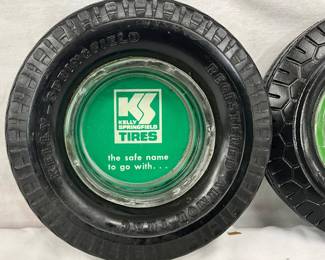 KELLY SPRINGFIELD
KS
KELLY
SPRINGFIELD
TIRES
the safe name
to go with...